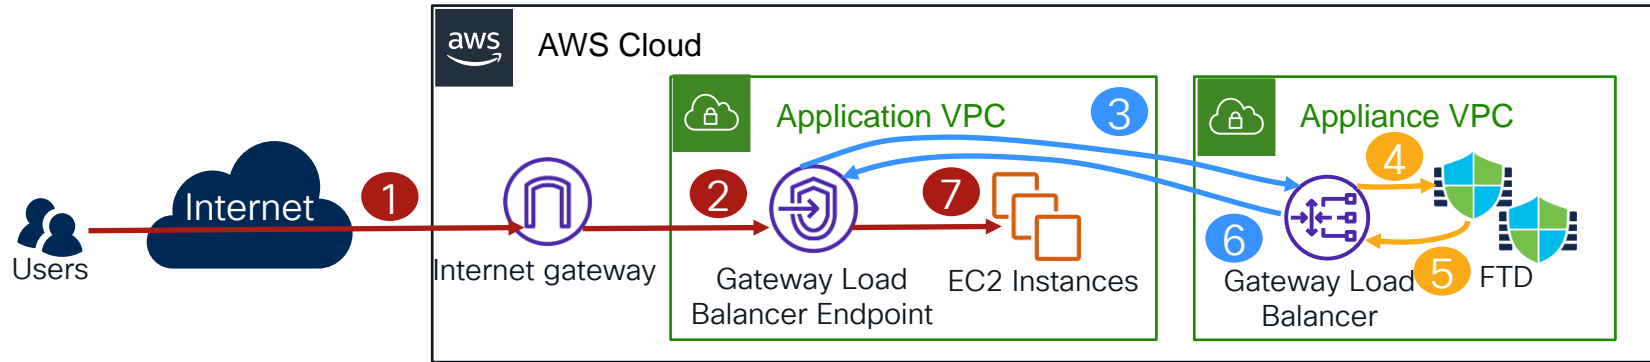 aws
AWS Cloud
Application VPC
3
Appliance VPC
4
1
2
7
Internet
6
5
Users
Internet gateway
Gateway Load
Balancer Endpoint
EC2 Instances
Gateway Load
Balancer
FTD